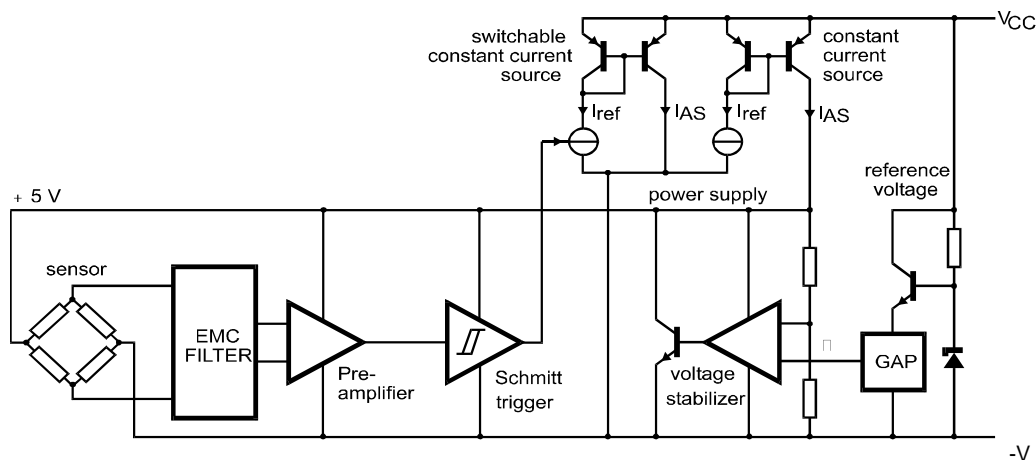 VCC
switchable
constant current
source
constant
current
source
Iref
IAS
Iref
IAS
reference
voltage
+ 5 V
power supply
sensor
EMC
FILTER
Pre-
amplifier
Schmitt
trigger
voltage
stabilizer
GAP
-V